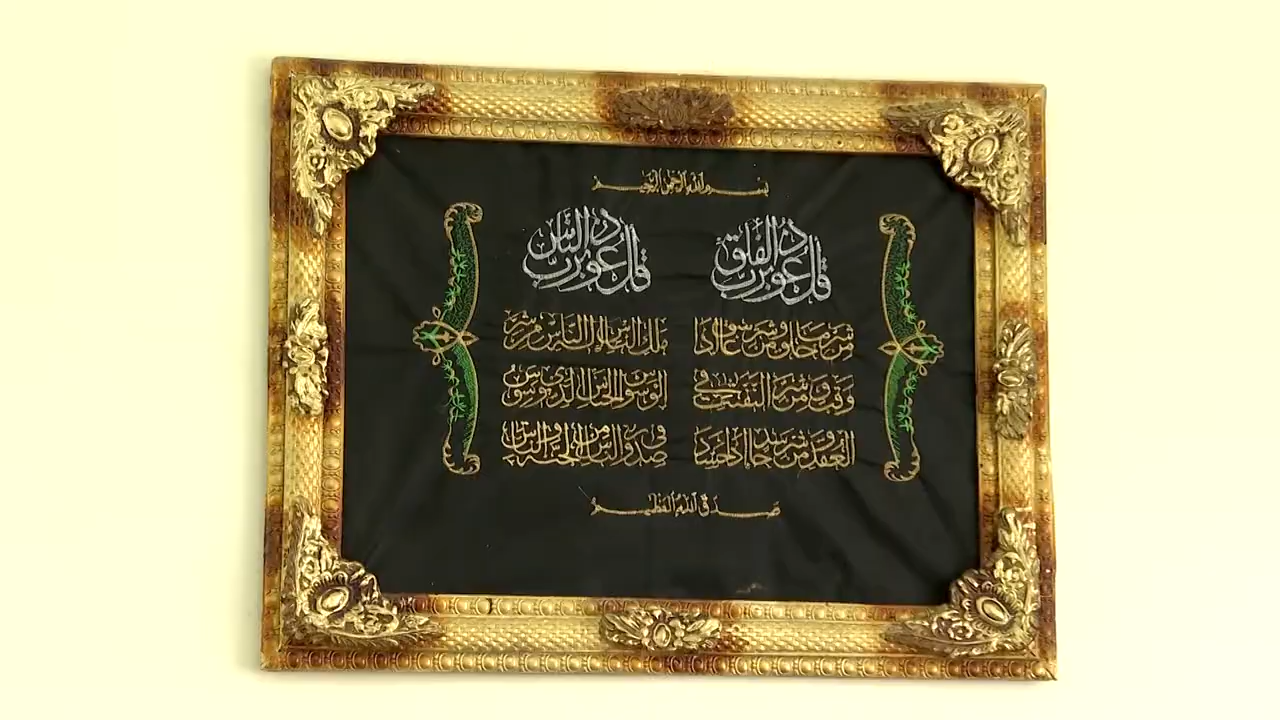 بسم الله الرحمن الرحيم
قل أعوذ برب الفلق
من شر ما خلق ومن شر غاسق إذا
وقب ومن شر النفثت في
العقد ومن شر حاسد إذا حسد
قل أعوذ برب الناس
ملك الناس إله الناس من شر
الوسواس الخناس الذي يوسوس
في صدور الناس من الجنة والناس
صدق الله العظيم